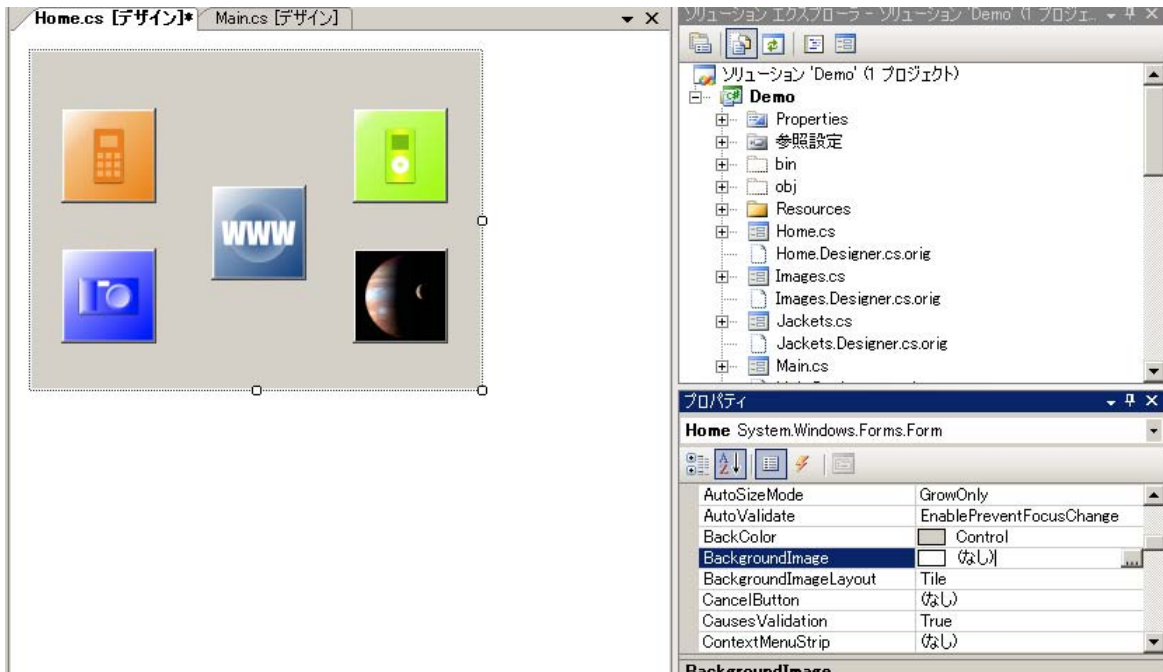 Home.cs [デザイン]*
Main.cs [デザイン]
WWW
ソリューション エクスプローラ - ソリューション 'Demo' (1 プロジェ...
ソリューション 'Demo' (1 プロジェクト)
Demo
Properties
参照設定
bin
obj
Resources
Home.cs
Home.Designer.cs.orig
Images.cs
Images.Designer.cs.orig
Jackets.cs
Jackets.Designer.cs.orig
Main.cs
プロパティ
Home System.Windows.Forms.Form
AutoSizeMode GrowOnly
AutoValidate EnablePreventFocusChange
BackColor Control
BackgroundImage (なし)
BackgroundImageLayout Tile
CancelButton (なし)
CausesValidation True
ContextMenuStrip (なし)
BackgroundImage